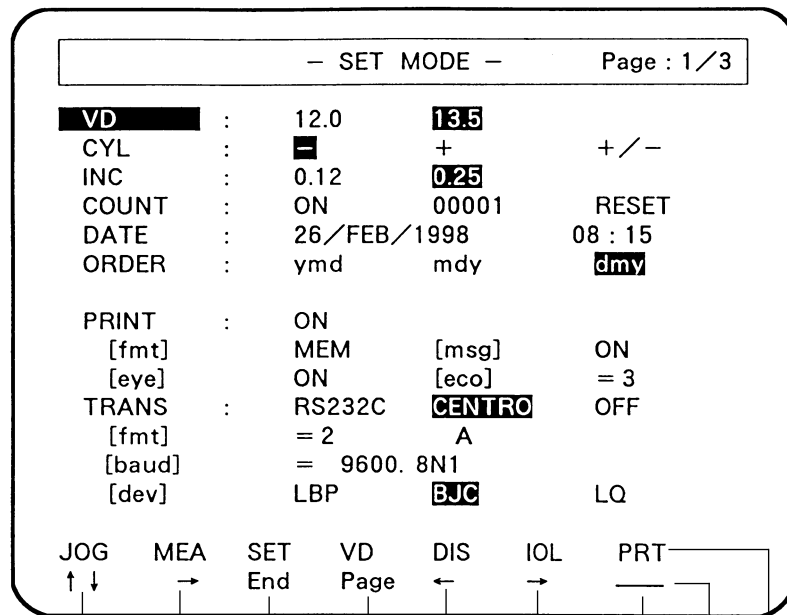 — SET MODE — Page : 1/3
VD : 12.0 13.5
CYL : − + +/−
INC : 0.12 0.25
COUNT : ON 00001 RESET
DATE : 26/FEB/1998 08 : 15
ORDER : ymd mdy dmy
PRINT : ON
[fmt] MEM [msg] ON
[eye] ON [eco] = 3
TRANS : RS232C CENTRO OFF
[fmt] = 2 A
[baud] = 9600. 8N1
[dev] LBP BJC LQ
JOG MEA SET VD DIS IOL PRT
↑ ↓ → End Page ← →